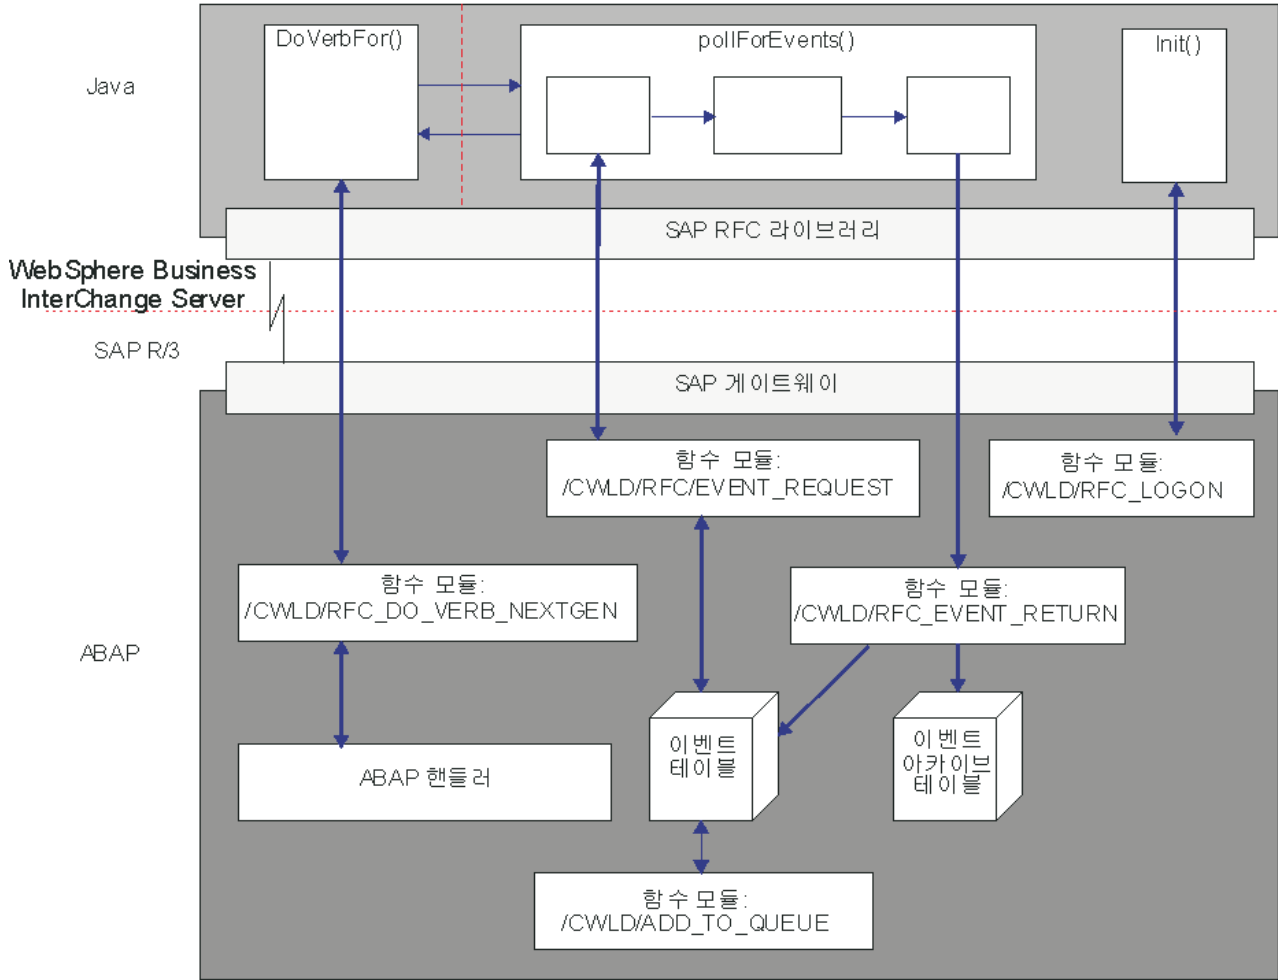 DoVerbFor()
pollForEvents()
Init()
Java
SAP RFC 라이브러리
WebSphere Business
InterChange Server
SAP R/3
SAP 게이트웨이
함수 모듈:
/CWLD/RFC/EVENT_REQUEST
함수 모듈:
/CWLD/RFC_LOGON
함수 모듈:
/CWLD/RFC_DO_VERB_NEXTGEN
함수 모듈:
/CWLD/RFC_EVENT_RETURN
ABAP
이벤트
테이블
이벤트
아카이브
테이블
ABAP 핸들러
함수 모듈:
/CWLD/ADD_TO_QUEUE